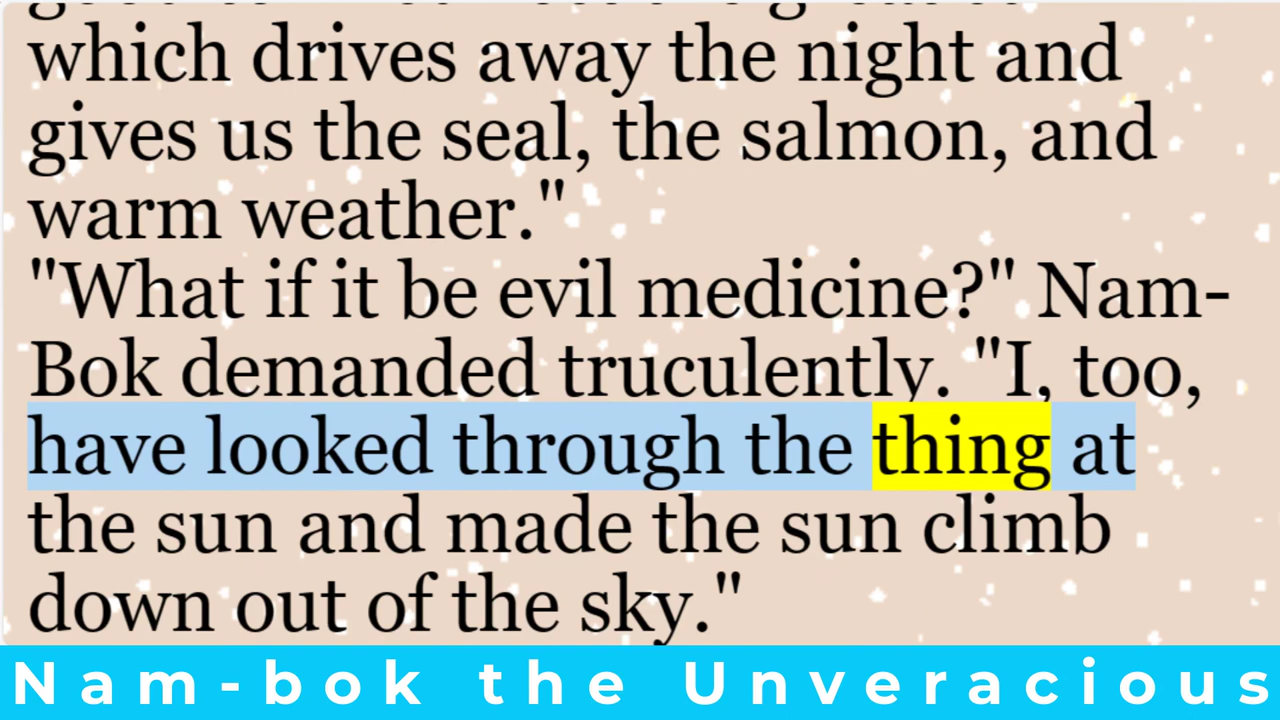 which drives away the night and
gives us the seal, the salmon, and
warm weather."
"What if it be evil medicine?" Nam-
Bok demanded truculently. "I, too,
have looked through the thing at
the sun and made the sun climb
down out of the sky."
Nam-bok the Unveracious